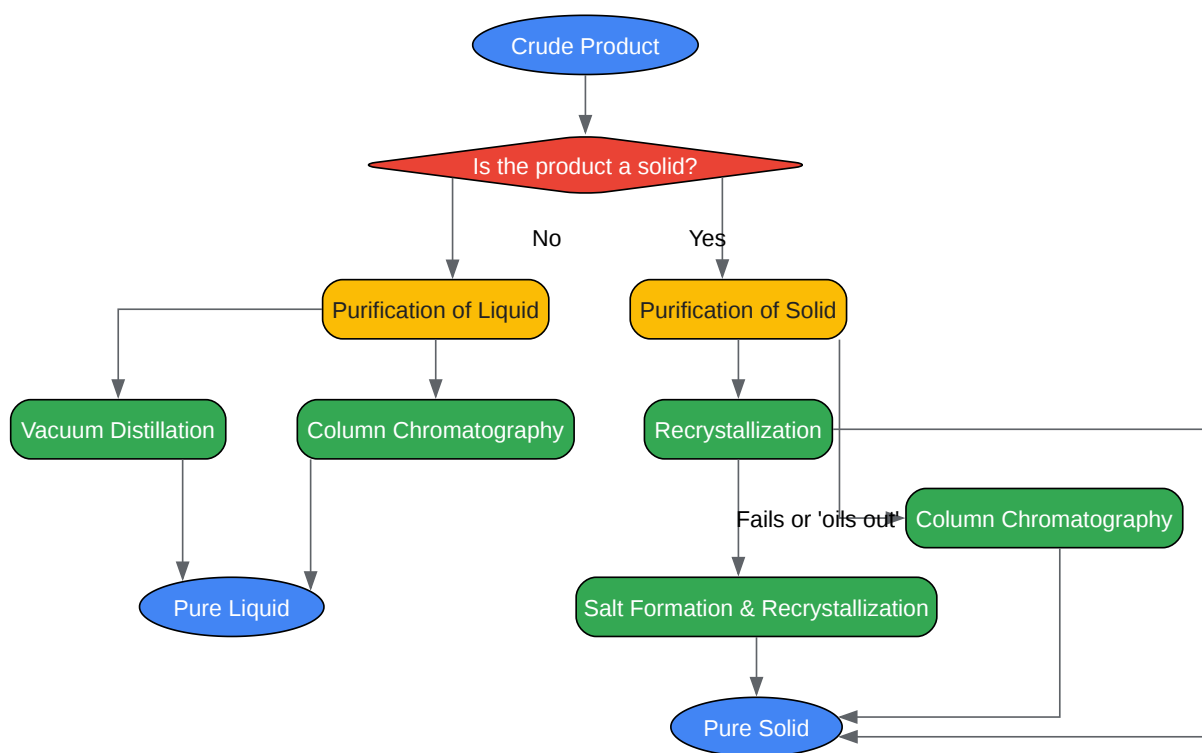 Crude Product
Is the product a solid?
No
Yes
Purification of Liquid
Purification of Solid
Vacuum Distillation
Column Chromatography
Recrystallization
Fails or 'oils out'
Column Chromatography
Salt Formation & Recrystallization
Pure Liquid
Pure Solid